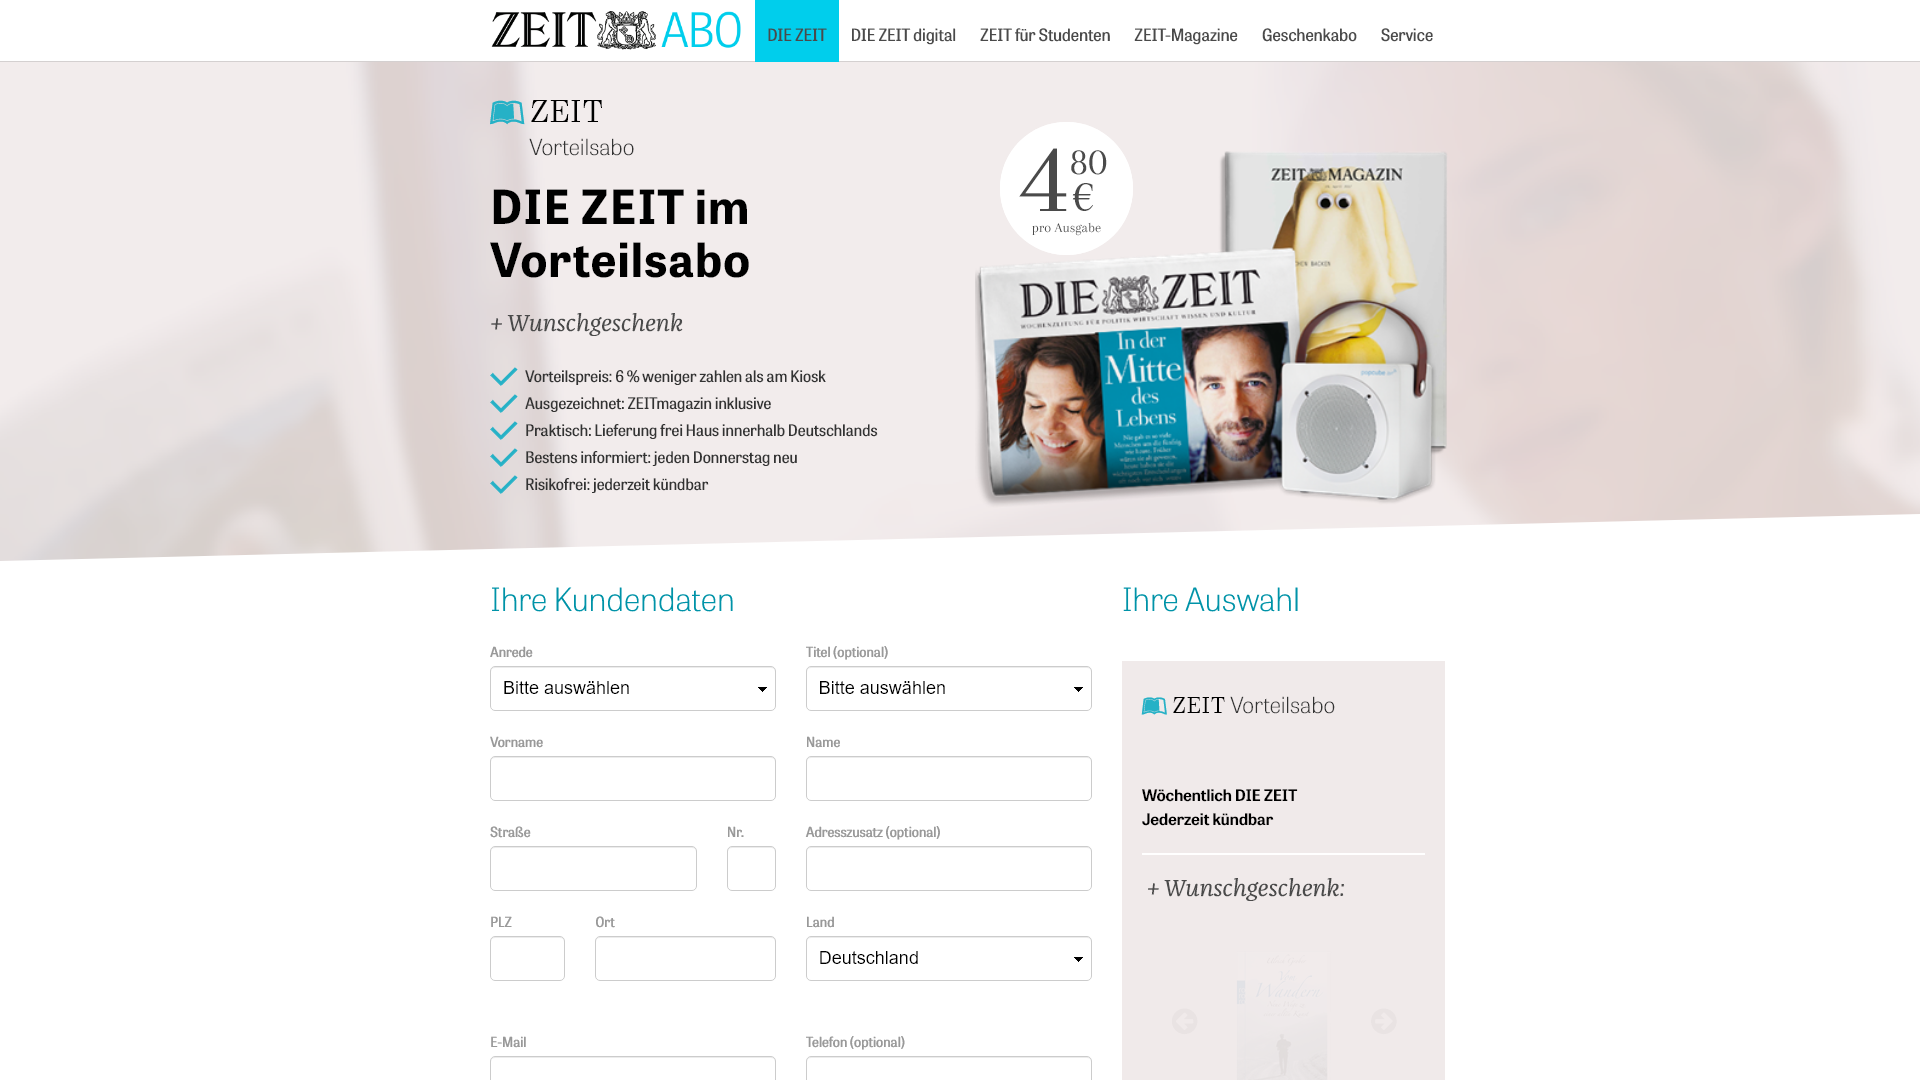 ZEIT ABO
DIE ZEIT
DIE ZEIT digital
ZEIT für Studenten
ZEIT-Magazine
Geschenkabo
Service
ZEIT
Vorteilsabo
DIE ZEIT im
Vorteilsabo
+ Wunschgeschenk
Vorteilspreis: 6 % weniger zahlen als am Kiosk
Ausgezeichnet: ZEITmagazin inklusive
Praktisch: Lieferung frei Haus innerhalb Deutschlands
Bestens informiert: jeden Donnerstag neu
Risikofrei: jederzeit kündbar
4 80 €
pro Ausgabe
ZEIT MAGAZIN
DIE ZEIT
WOCHENZEITUNG FÜR POLITIK WIRTSCHAFT WISSEN UND KULTUR
In der
Mitte
des
Lebens
Ihre Kundendaten
Anrede
Titel (optional)
Bitte auswählen
Bitte auswählen
Vorname
Name
Straße
Nr.
Adresszusatz (optional)
PLZ
Ort
Land
Deutschland
E-Mail
Telefon (optional)
Ihre Auswahl
ZEIT Vorteilsabo
Wöchentlich DIE ZEIT
Jederzeit kündbar
+ Wunschgeschenk:
Wandern